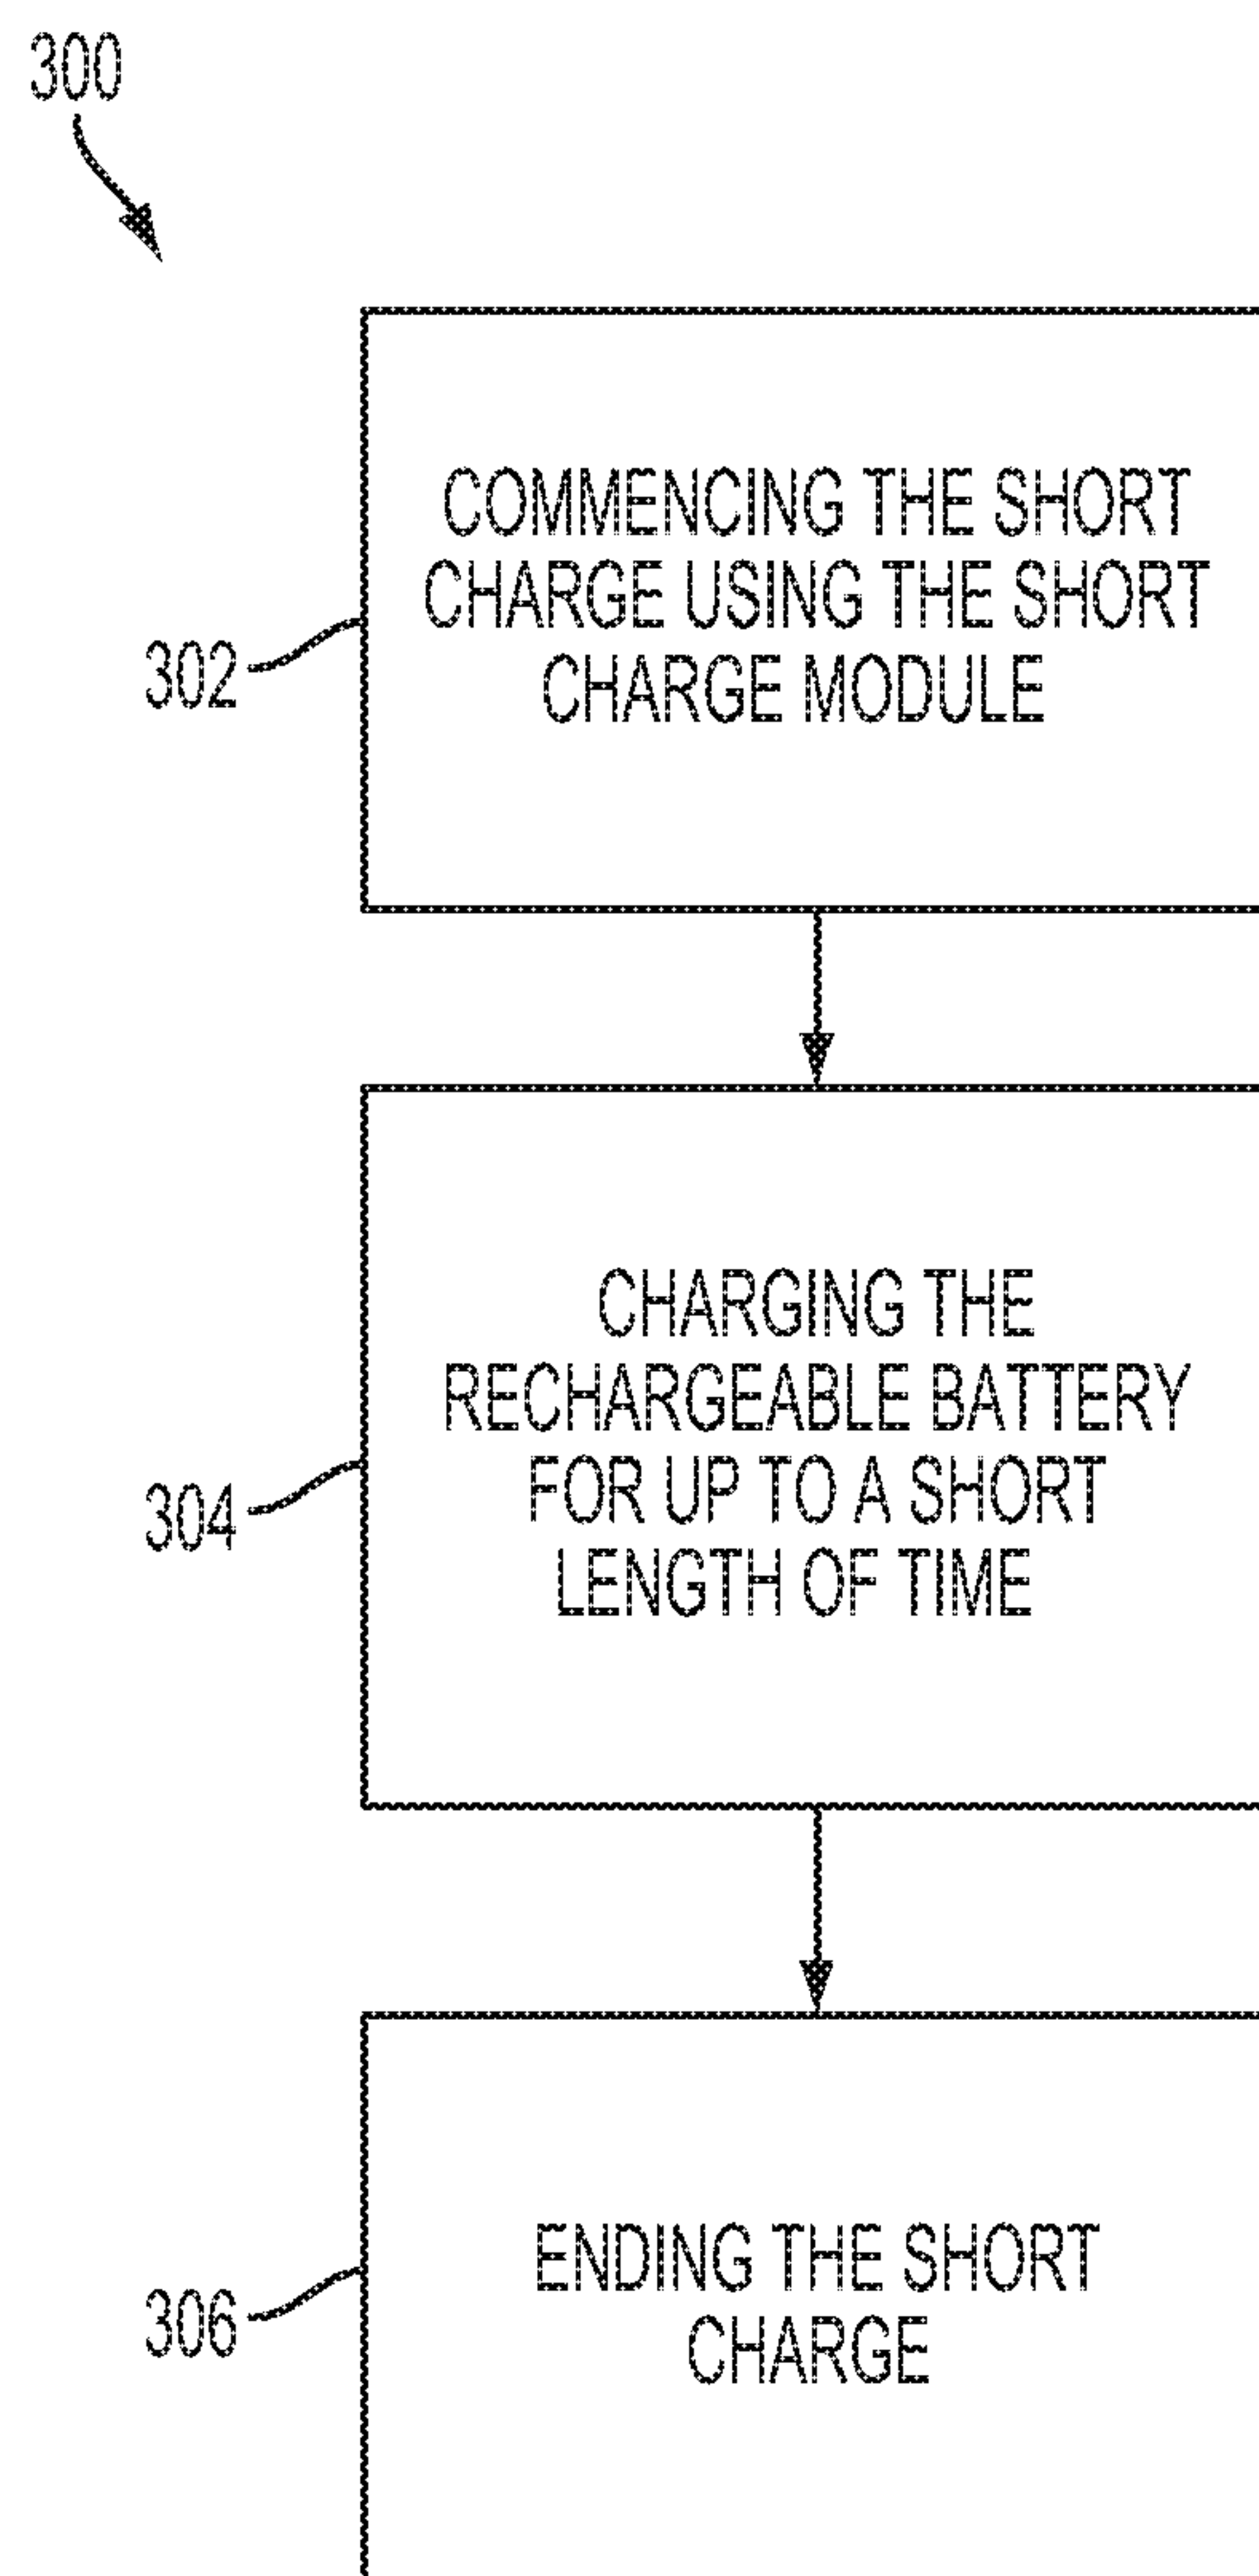 300
COMMENCING THE SHORT
CHARGE USING THE SHORT
CHARGE MODULE
302
CHARGING THE
RECHARGEABLE BATTERY
FOR UP TO A SHORT
LENGTH OF TIME
304
ENDING THE SHORT
CHARGE
306